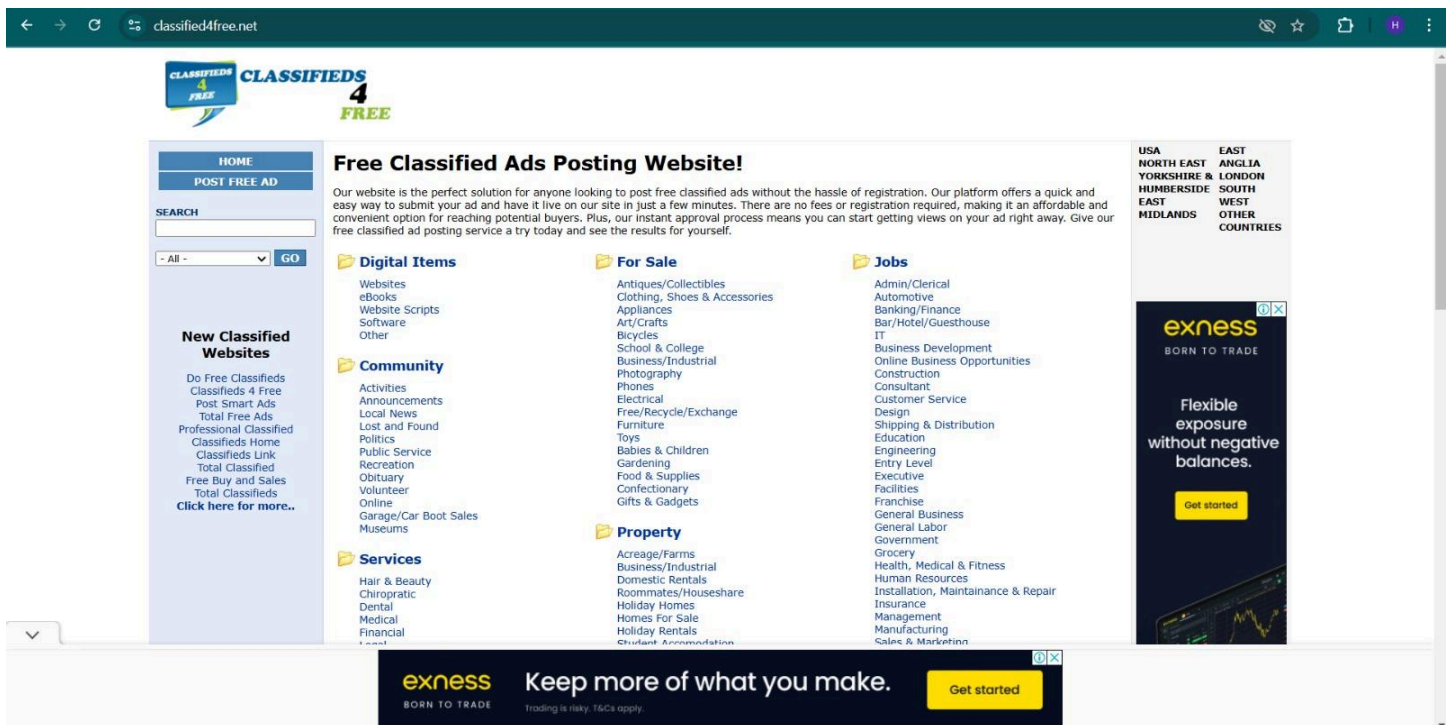 classified4free.net
H
CLASSIFIEDS
4
FREE
CLASSIFIEDS
4
FREE
HOME
POST FREE AD
SEARCH
- All -
GO
New Classified
Websites
Do Free Classifieds
Classifieds 4 Free
Post Smart Ads
Total Free Ads
Professional Classified
Classifieds Home
Classifieds Link
Total Classified
Free Buy and Sales
Total Classifieds
Click here for more..
Free Classified Ads Posting Website!
Our website is the perfect solution for anyone looking to post free classified ads without the hassle of registration. Our platform offers a quick and
easy way to submit your ad and have it live on our site in just a few minutes. There are no fees or registration required, making it an affordable and
convenient option for reaching potential buyers. Plus, our instant approval process means you can start getting views on your ad right away. Give our
free classified ad posting service a try today and see the results for yourself.
Digital Items
Websites
eBooks
Website Scripts
Software
Other
Community
Activities
Announcements
Local News
Lost and Found
Politics
Public Service
Recreation
Obituary
Volunteer
Online
Garage/Car Boot Sales
Museums
Services
Hair & Beauty
Chiropratic
Dental
Medical
Financial
Legal
For Sale
Antiques/Collectibles
Clothing, Shoes & Accessories
Appliances
Art/Crafts
Bicycles
School & College
Business/Industrial
Photography
Phones
Electrical
Free/Recycle/Exchange
Furniture
Toys
Babies & Children
Gardening
Food & Supplies
Confectionary
Gifts & Gadgets
Property
Acreage/Farms
Business/Industrial
Domestic Rentals
Roommates/Houseshare
Holiday Homes
Homes For Sale
Holiday Rentals
Student Accomodation
Jobs
Admin/Clerical
Automotive
Banking/Finance
Bar/Hotel/Guesthouse
IT
Business Development
Online Business Opportunities
Construction
Consultant
Customer Service
Design
Shipping & Distribution
Education
Engineering
Entry Level
Executive
Facilities
Franchise
General Business
General Labor
Government
Grocery
Health, Medical & Fitness
Human Resources
Installation, Maintainance & Repair
Insurance
Management
Manufacturing
Sales & Marketing
USA
NORTH EAST
YORKSHIRE &
HUMBERSIDE
EAST
MIDLANDS
EAST
ANGLIA
LONDON
SOUTH
WEST
OTHER
COUNTRIES
exness
BORN TO TRADE
Flexible
exposure
without negative
balances.
Get started
exness
BORN TO TRADE
Keep more of what you make.
Trading is risky. T&Cs apply.
Get started